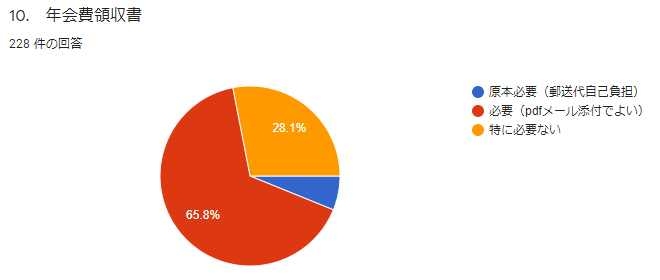 10. 年会費領収書
228 件の回答
原本必要（郵送代自己負担）
必要（pdfメール添付でよい）
特に必要ない
28.1%
65.8%